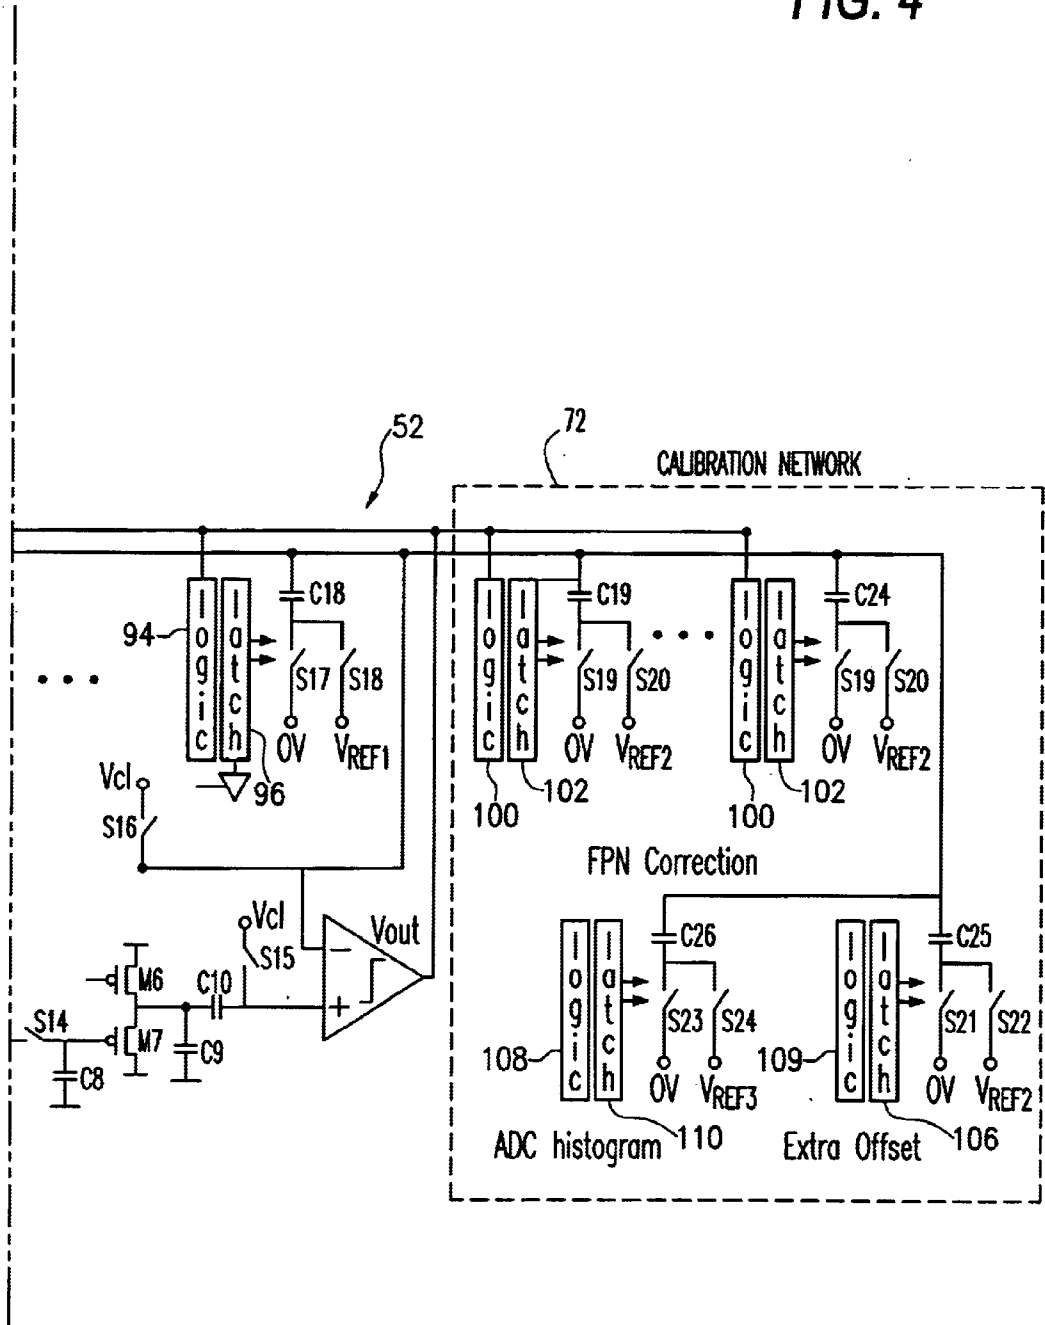 FIG. 4
52
72
CALIBRATION NETWORK
94
logic
latch
C18
S17
S18
0V
VREF1
96
logic
latch
C19
S19
S20
0V
VREF2
100
102
logic
latch
C24
S19
S20
0V
VREF2
100
102
Vcl
S16
FPN Correction
Vcl
S15
Vout
−
+
M6
C10
S14
M7
C9
C8
108
logic
latch
C26
S23
S24
0V
VREF3
110
ADC histogram
109
logic
latch
C25
S21
S22
0V
VREF2
106
Extra Offset